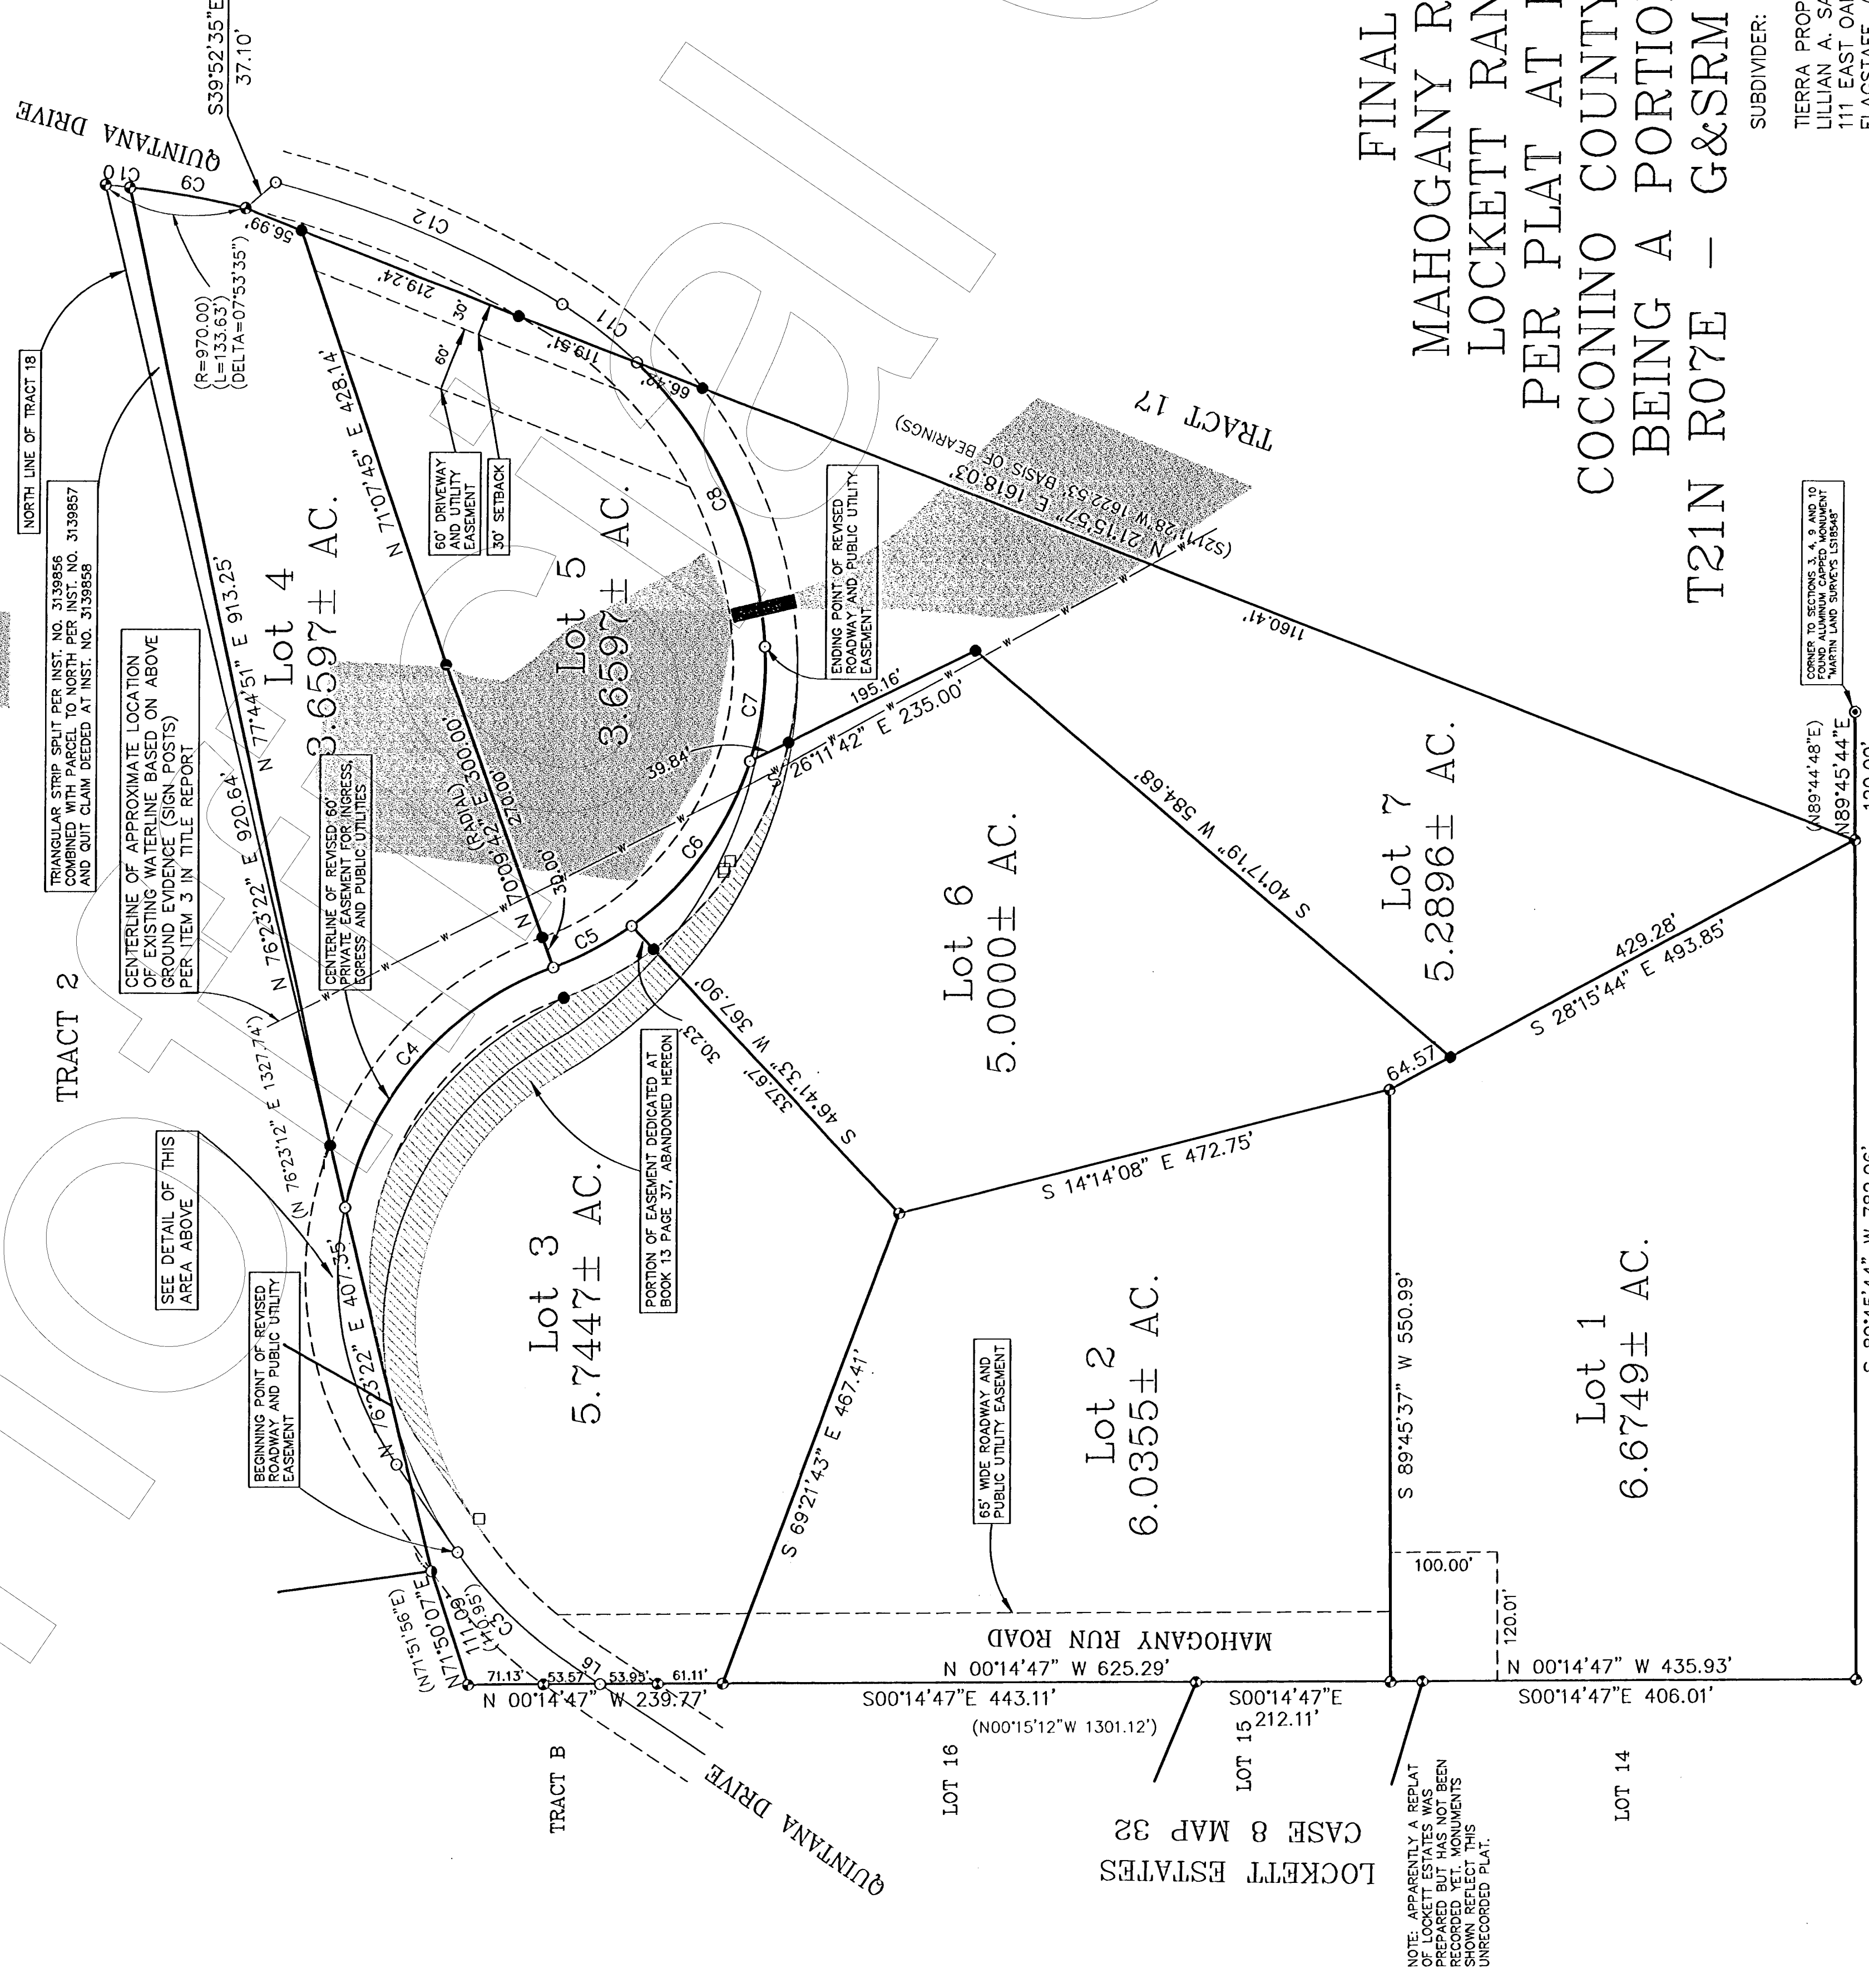 S39°52'35"E
37.10'
QUINTANA DRIVE
C10
C9
NORTH LINE OF TRACT 18
(R=970.00)
(L=133.63')
(DELTA=07°53'35")
56.99'
C12
219.24'
30'
60'
C11
119.51'
66.42'
TRIANGULAR STRIP SPLIT PER INST. NO. 3139856
COMBINED WITH PARCEL TO NORTH PER INST. NO. 3139857
AND QUIT CLAIM DEEDED AT INST. NO. 3139858
CENTERLINE OF APPROXIMATE LOCATION
OF EXISTING WATERLINE BASED ON ABOVE
GROUND EVIDENCE (SIGN POSTS)
PER ITEM 3 IN TITLE REPORT
TRACT 2
N 77°44'51" E 913.25'
N 76°23'22" E 920.64'
(N 76°23'12" E 1327.74')
Lot 4
3.6597± AC.
N 71°07'45" E 428.14'
60' DRIVEWAY
AND UTILITY
EASEMENT
30' SETBACK
Lot 5
3.6597± AC.
C8
N 70°09'42" E 300.00'
(RADIAL)
270.00'
30.00'
CENTERLINE OF REVISED 60'
PRIVATE EASEMENT FOR INGRESS,
EGRESS AND PUBLIC UTILITIES
ENDING POINT OF REVISED
ROADWAY AND PUBLIC UTILITY
EASEMENT
C7
C6
C5
C4
39.84'
195.16'
S 26°11'42" E 235.00'
TRACT 17
N 21°15'57" E 1618.03'
(S21°11'28"W 1622.53' BASIS OF BEARINGS)
1160.41'
SEE DETAIL OF THIS
AREA ABOVE
BEGINNING POINT OF REVISED
ROADWAY AND PUBLIC UTILITY
EASEMENT
N 76°23'22" E 407.35'
Lot 3
5.7447± AC.
PORTION OF EASEMENT DEDICATED AT
BOOK 13 PAGE 37, ABANDONED HEREON
30.23'
S 46°41'33" W 367.90'
337.67'
Lot 6
5.0000± AC.
S 40°17'19" W 584.68'
Lot 7
5.2896± AC.
S 14°14'08" E 472.75'
64.57'
429.28'
S 28°15'44" E 493.85'
CORNER TO SECTIONS 3, 4, 9 AND 10
FOUND ALUMINUM CAPPED MONUMENT
"MARTIN LAND SURVEYS LS18548"
(N89°44'48"E)
N89°45'44"E
S 69°21'43" E 467.41'
65' WIDE ROADWAY AND
PUBLIC UTILITY EASEMENT
Lot 2
6.0355± AC.
S 89°45'37" W 550.99'
Lot 1
6.6749± AC.
100.00'
120.01'
MAHOGANY RUN ROAD
(N71°51'56"E)
N71°50'07"E
111.09'
(110.95')
C3
L6
71.13'
53.57'
53.95'
61.11'
N 00°14'47" W 239.77'
N 00°14'47" W 625.29'
N 00°14'47" W 435.93'
S00°14'47"E 443.11'
S00°14'47"E
212.11'
S00°14'47"E 406.01'
(N00°15'12"W 1301.12')
TRACT B
QUINTANA DRIVE
LOT 16
LOT 15
LOT 14
LOCKETT ESTATES
CASE 8 MAP 32
NOTE: APPARENTLY A REPLAT
OF LOCKETT ESTATES WAS
PREPARED BUT HAS NOT BEEN
RECORDED YET. MONUMENTS
SHOWN REFLECT THIS
UNRECORDED PLAT.
FINAL
MAHOGANY R
LOCKETT RAN
PER PLAT AT
COCONINO COUNTY
BEING A PORTIO
T21N R07E – G&SRM
SUBDIVIDER:
TIERRA PROP
LILLIAN A. SA
111 EAST OA